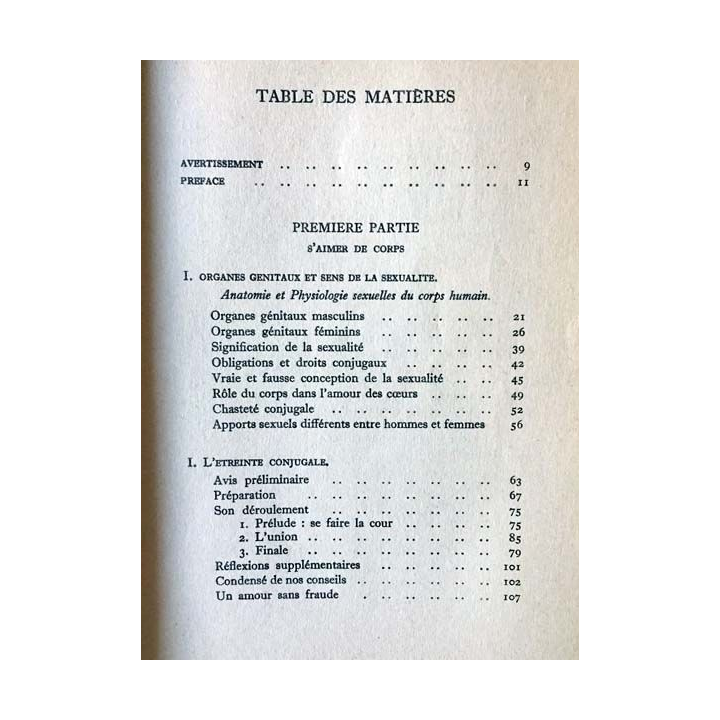 TABLE DES MATIÈRES
AVERTISSEMENT .. .. .. .. .. .. .. .. .. 9
PREFACE .. .. .. .. .. .. .. .. .. .. 11
PREMIERE PARTIE
S'AIMER DE CORPS
I. ORGANES GENITAUX ET SENS DE LA SEXUALITE.
Anatomie et Physiologie sexuelles du corps humain.
Organes génitaux masculins .. .. .. .. .. 21
Organes génitaux féminins .. .. .. .. .. 26
Signification de la sexualité .. .. .. .. .. 39
Obligations et droits conjugaux .. .. .. .. 42
Vraie et fausse conception de la sexualité .. .. 45
Rôle du corps dans l'amour des cœurs .. .. .. 49
Chasteté conjugale .. .. .. .. .. .. .. 52
Apports sexuels différents entre hommes et femmes 56
I. L'ETREINTE CONJUGALE.
Avis préliminaire .. .. .. .. .. .. .. 63
Préparation .. .. .. .. .. .. .. .. 67
Son déroulement .. .. .. .. .. .. .. 75
1. Prélude : se faire la cour .. .. .. .. .. 75
2. L'union .. .. .. .. .. .. .. .. 85
3. Finale .. .. .. .. .. .. .. .. 79
Réflexions supplémentaires .. .. .. .. .. 101
Condensé de nos conseils .. .. .. .. .. .. 102
Un amour sans fraude . .. .. .. .. .. 107